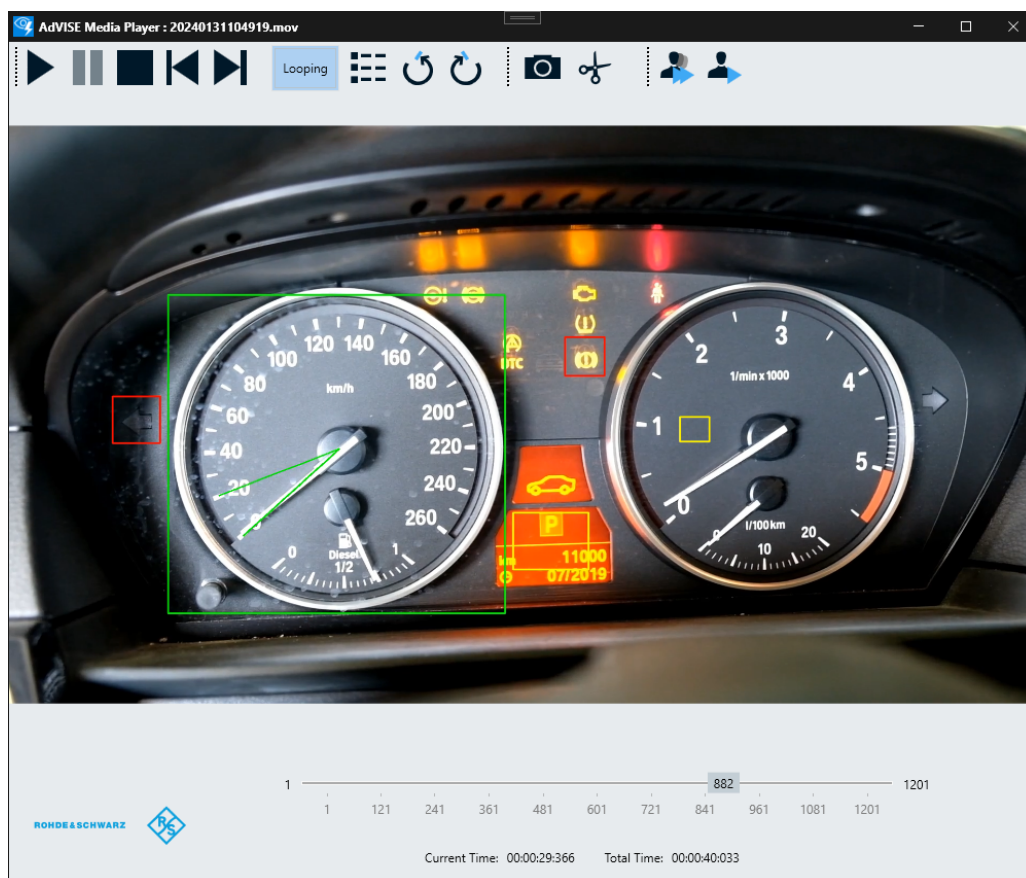 AdVISE Media Player : 20240131104919.mov
Looping
km/h
0
20
40
60
80
100
120
140
160
180
200
220
240
260
Diesel
0
1/2
1
DTC
P
km 11000
07/2019
1/min x 1000
0
1
2
3
4
5
l/100km
0
10
20
1
882
1201
1 121 241 361 481 601 721 841 961 1081 1201
ROHDE&SCHWARZ
R&S
Current Time: 00:00:29:366 Total Time: 00:00:40:033